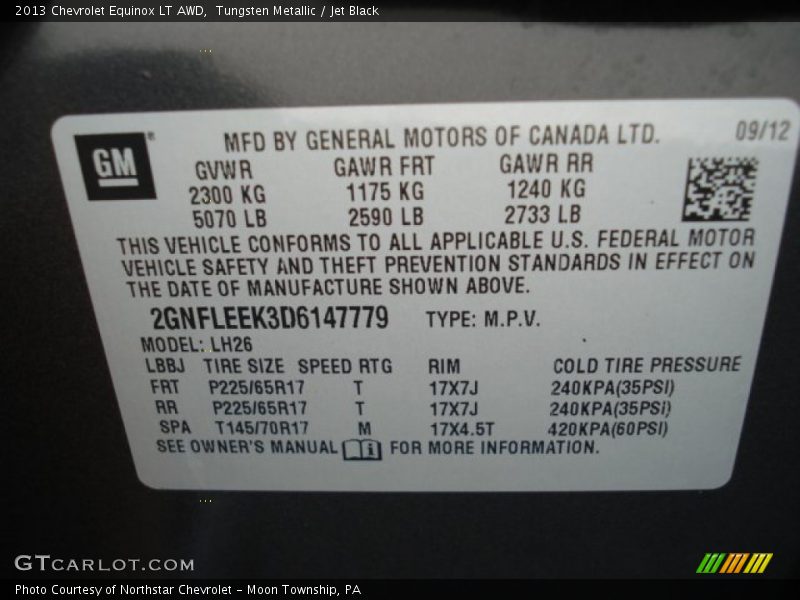 2013 Chevrolet Equinox LT AWD, Tungsten Metallic / Jet Black
GM®
MFD BY GENERAL MOTORS OF CANADA LTD. 09/12
GVWR GAWR FRT GAWR RR
2300 KG 1175 KG 1240 KG
5070 LB 2590 LB 2733 LB
THIS VEHICLE CONFORMS TO ALL APPLICABLE U.S. FEDERAL MOTOR
VEHICLE SAFETY AND THEFT PREVENTION STANDARDS IN EFFECT ON
THE DATE OF MANUFACTURE SHOWN ABOVE.
2GNFLEEK3D6147779 TYPE: M.P.V.
MODEL: LH26
LBBJ TIRE SIZE SPEED RTG RIM COLD TIRE PRESSURE
FRT P225/65R17 T 17X7J 240KPA(35PSI)
RR P225/65R17 T 17X7J 240KPA(35PSI)
SPA T145/70R17 M 17X4.5T 420KPA(60PSI)
SEE OWNER'S MANUAL i FOR MORE INFORMATION.
GTCARLOT.COM
Photo Courtesy of Northstar Chevrolet - Moon Township, PA